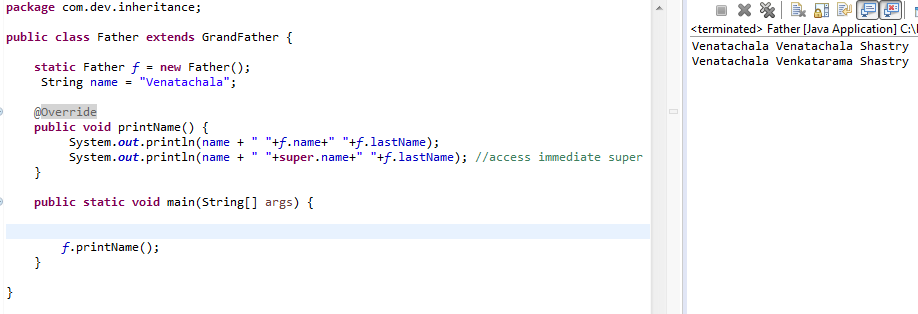 package com.dev.inheritance;
public class Father extends GrandFather {
static Father f = new Father();
String name = "Venatachala";
@Override
public void printName() {
System.out.println(name + " "+f.name+" "+f.lastName);
System.out.println(name + " "+super.name+" "+f.lastName); //access immediate super
}
public static void main(String[] args) {
f.printName();
}
}
<terminated> Father [Java Application] C:\
Venatachala Venatachala Shastry
Venatachala Venkatarama Shastry